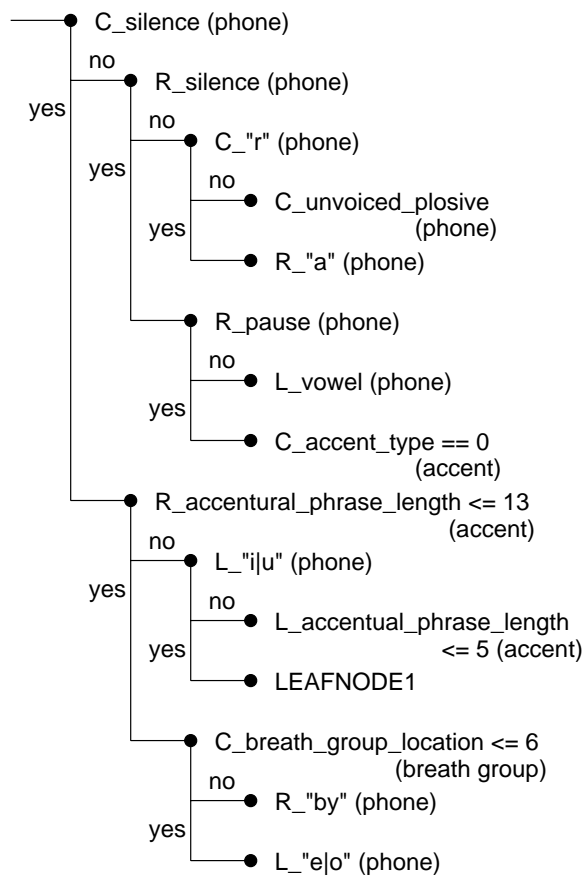 C_silence (phone)
no
R_silence (phone)
yes
no
C_"r" (phone)
yes
no
C_unvoiced_plosive
(phone)
yes
R_"a" (phone)
R_pause (phone)
no
L_vowel (phone)
yes
C_accent_type == 0
(accent)
R_accentural_phrase_length <= 13
(accent)
no
L_"i|u" (phone)
yes
no
L_accentual_phrase_length
<= 5 (accent)
yes
LEAFNODE1
C_breath_group_location <= 6
(breath group)
no
R_"by" (phone)
yes
L_"e|o" (phone)